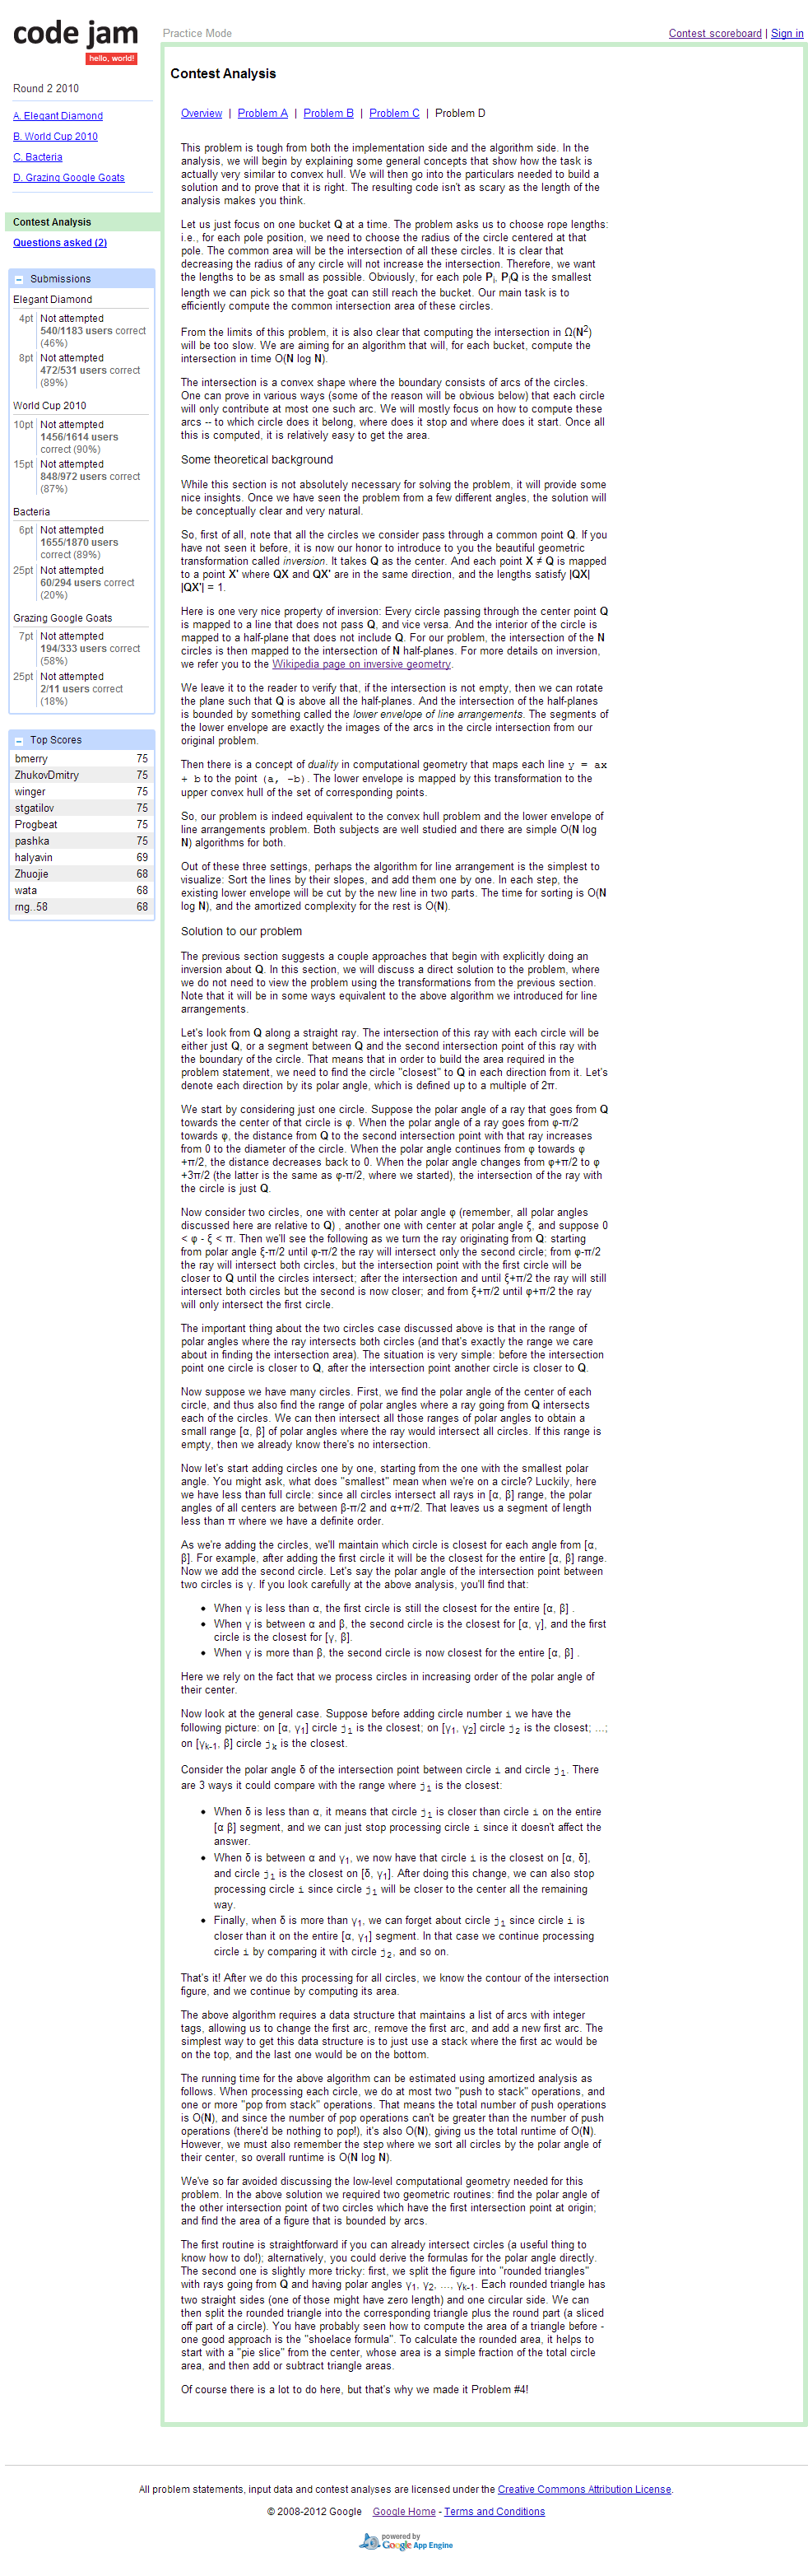 code jam
hello, world!
Practice Mode
Contest scoreboard | Sign in
Round 2 2010
A. Elegant Diamond
B. World Cup 2010
C. Bacteria
D. Grazing Google Goats
Contest Analysis
Questions asked (2)
Submissions
Elegant Diamond
4pt Not attempted
540/1183 users correct
(46%)
8pt Not attempted
472/531 users correct
(89%)
World Cup 2010
10pt Not attempted
1456/1614 users
correct (90%)
15pt Not attempted
848/972 users correct
(87%)
Bacteria
6pt Not attempted
1655/1870 users
correct (89%)
25pt Not attempted
60/294 users correct
(20%)
Grazing Google Goats
7pt Not attempted
194/333 users correct
(58%)
25pt Not attempted
2/11 users correct
(18%)
Top Scores
bmerry 75
ZhukovDmitry 75
winger 75
stgatilov 75
Progbeat 75
pashka 75
halyavin 69
Zhuojie 68
wata 68
rng..58 68
Contest Analysis
Overview | Problem A | Problem B | Problem C | Problem D
This problem is tough from both the implementation side and the algorithm side. In the
analysis, we will begin by explaining some general concepts that show how the task is
actually very similar to convex hull. We will then go into the particulars needed to build a
solution and to prove that it is right. The resulting code isn't as scary as the length of the
analysis makes you think.
Let us just focus on one bucket Q at a time. The problem asks us to choose rope lengths:
i.e., for each pole position, we need to choose the radius of the circle centered at that
pole. The common area will be the intersection of all these circles. It is clear that
decreasing the radius of any circle will not increase the intersection. Therefore, we want
the lengths to be as small as possible. Obviously, for each pole Pi, PiQ is the smallest
length we can pick so that the goat can still reach the bucket. Our main task is to
efficiently compute the common intersection area of these circles.
From the limits of this problem, it is also clear that computing the intersection in Ω(N2)
will be too slow. We are aiming for an algorithm that will, for each bucket, compute the
intersection in time O(N log N).
The intersection is a convex shape where the boundary consists of arcs of the circles.
One can prove in various ways (some of the reason will be obvious below) that each circle
will only contribute at most one such arc. We will mostly focus on how to compute these
arcs -- to which circle does it belong, where does it stop and where does it start. Once all
this is computed, it is relatively easy to get the area.
Some theoretical background
While this section is not absolutely necessary for solving the problem, it will provide some
nice insights. Once we have seen the problem from a few different angles, the solution will
be conceptually clear and very natural.
So, first of all, note that all the circles we consider pass through a common point Q. If you
have not seen it before, it is now our honor to introduce to you the beautiful geometric
transformation called inversion. It takes Q as the center. And each point X ≠ Q is mapped
to a point X' where QX and QX' are in the same direction, and the lengths satisfy |QX|
|QX'| = 1.
Here is one very nice property of inversion: Every circle passing through the center point Q
is mapped to a line that does not pass Q, and vice versa. And the interior of the circle is
mapped to a half-plane that does not include Q. For our problem, the intersection of the N
circles is then mapped to the intersection of N half-planes. For more details on inversion,
we refer you to the Wikipedia page on inversive geometry.
We leave it to the reader to verify that, if the intersection is not empty, then we can rotate
the plane such that Q is above all the half-planes. And the intersection of the half-planes
is bounded by something called the lower envelope of line arrangements. The segments of
the lower envelope are exactly the images of the arcs in the circle intersection from our
original problem.
Then there is a concept of duality in computational geometry that maps each line y = ax
+ b to the point (a, -b). The lower envelope is mapped by this transformation to the
upper convex hull of the set of corresponding points.
So, our problem is indeed equivalent to the convex hull problem and the lower envelope of
line arrangements problem. Both subjects are well studied and there are simple O(N log
N) algorithms for both.
Out of these three settings, perhaps the algorithm for line arrangement is the simplest to
visualize: Sort the lines by their slopes, and add them one by one. In each step, the
existing lower envelope will be cut by the new line in two parts. The time for sorting is O(N
log N), and the amortized complexity for the rest is O(N).
Solution to our problem
The previous section suggests a couple approaches that begin with explicitly doing an
inversion about Q. In this section, we will discuss a direct solution to the problem, where
we do not need to view the problem using the transformations from the previous section.
Note that it will be in some ways equivalent to the above algorithm we introduced for line
arrangements.
Let's look from Q along a straight ray. The intersection of this ray with each circle will be
either just Q, or a segment between Q and the second intersection point of this ray with
the boundary of the circle. That means that in order to build the area required in the
problem statement, we need to find the circle "closest" to Q in each direction from it. Let's
denote each direction by its polar angle, which is defined up to a multiple of 2π.
We start by considering just one circle. Suppose the polar angle of a ray that goes from Q
towards the center of that circle is φ. When the polar angle of a ray goes from φ-π/2
towards φ, the distance from Q to the second intersection point with that ray increases
from 0 to the diameter of the circle. When the polar angle continues from φ towards φ
+π/2, the distance decreases back to 0. When the polar angle changes from φ+π/2 to φ
+3π/2 (the latter is the same as φ-π/2, where we started), the intersection of the ray with
the circle is just Q.
Now consider two circles, one with center at polar angle φ (remember, all polar angles
discussed here are relative to Q) , another one with center at polar angle ξ, and suppose 0
< φ - ξ < π. Then we'll see the following as we turn the ray originating from Q: starting
from polar angle ξ-π/2 until φ-π/2 the ray will intersect only the second circle; from φ-π/2
the ray will intersect both circles, but the intersection point with the first circle will be
closer to Q until the circles intersect; after the intersection and until ξ+π/2 the ray will still
intersect both circles but the second is now closer; and from ξ+π/2 until φ+π/2 the ray
will only intersect the first circle.
The important thing about the two circles case discussed above is that in the range of
polar angles where the ray intersects both circles (and that's exactly the range we care
about in finding the intersection area). The situation is very simple: before the intersection
point one circle is closer to Q, after the intersection point another circle is closer to Q.
Now suppose we have many circles. First, we find the polar angle of the center of each
circle, and thus also find the range of polar angles where a ray going from Q intersects
each of the circles. We can then intersect all those ranges of polar angles to obtain a
small range [α, β] of polar angles where the ray would intersect all circles. If this range is
empty, then we already know there's no intersection.
Now let's start adding circles one by one, starting from the one with the smallest polar
angle. You might ask, what does "smallest" mean when we're on a circle? Luckily, here
we have less than full circle: since all circles intersect all rays in [α, β] range, the polar
angles of all centers are between β-π/2 and α+π/2. That leaves us a segment of length
less than π where we have a definite order.
As we're adding the circles, we'll maintain which circle is closest for each angle from [α,
β]. For example, after adding the first circle it will be the closest for the entire [α, β] range.
Now we add the second circle. Let's say the polar angle of the intersection point between
two circles is γ. If you look carefully at the above analysis, you'll find that:
• When γ is less than α, the first circle is still the closest for the entire [α, β] .
• When γ is between α and β, the second circle is the closest for [α, γ], and the first
circle is the closest for [γ, β].
• When γ is more than β, the second circle is now closest for the entire [α, β] .
Here we rely on the fact that we process circles in increasing order of the polar angle of
their center.
Now look at the general case. Suppose before adding circle number i we have the
following picture: on [α, γ1] circle j1 is the closest; on [γ1, γ2] circle j2 is the closest; ...;
on [γk-1, β] circle jk is the closest.
Consider the polar angle δ of the intersection point between circle i and circle j1. There
are 3 ways it could compare with the range where j1 is the closest:
• When δ is less than α, it means that circle j1 is closer than circle i on the entire
[α β] segment, and we can just stop processing circle i since it doesn't affect the
answer.
• When δ is between α and γ1, we now have that circle i is the closest on [α, δ],
and circle j1 is the closest on [δ, γ1]. After doing this change, we can also stop
processing circle i since circle j1 will be closer to the center all the remaining
way.
• Finally, when δ is more than γ1, we can forget about circle j1 since circle i is
closer than it on the entire [α, γ1] segment. In that case we continue processing
circle i by comparing it with circle j2, and so on.
That's it! After we do this processing for all circles, we know the contour of the intersection
figure, and we continue by computing its area.
The above algorithm requires a data structure that maintains a list of arcs with integer
tags, allowing us to change the first arc, remove the first arc, and add a new first arc. The
simplest way to get this data structure is to just use a stack where the first ac would be
on the top, and the last one would be on the bottom.
The running time for the above algorithm can be estimated using amortized analysis as
follows. When processing each circle, we do at most two "push to stack" operations, and
one or more "pop from stack" operations. That means the total number of push operations
is O(N), and since the number of pop operations can't be greater than the number of push
operations (there'd be nothing to pop!), it's also O(N), giving us the total runtime of O(N).
However, we must also remember the step where we sort all circles by the polar angle of
their center, so overall runtime is O(N log N).
We've so far avoided discussing the low-level computational geometry needed for this
problem. In the above solution we required two geometric routines: find the polar angle of
the other intersection point of two circles which have the first intersection point at origin;
and find the area of a figure that is bounded by arcs.
The first routine is straightforward if you can already intersect circles (a useful thing to
know how to do!); alternatively, you could derive the formulas for the polar angle directly.
The second one is slightly more tricky: first, we split the figure into "rounded triangles"
with rays going from Q and having polar angles γ1, γ2, ..., γk-1. Each rounded triangle has
two straight sides (one of those might have zero length) and one circular side. We can
then split the rounded triangle into the corresponding triangle plus the round part (a sliced
off part of a circle). You have probably seen how to compute the area of a triangle before -
one good approach is the "shoelace formula". To calculate the rounded area, it helps to
start with a "pie slice" from the center, whose area is a simple fraction of the total circle
area, and then add or subtract triangle areas.
Of course there is a lot to do here, but that's why we made it Problem #4!
All problem statements, input data and contest analyses are licensed under the Creative Commons Attribution License.
© 2008-2012 Google Google Home - Terms and Conditions
powered by
Google App Engine